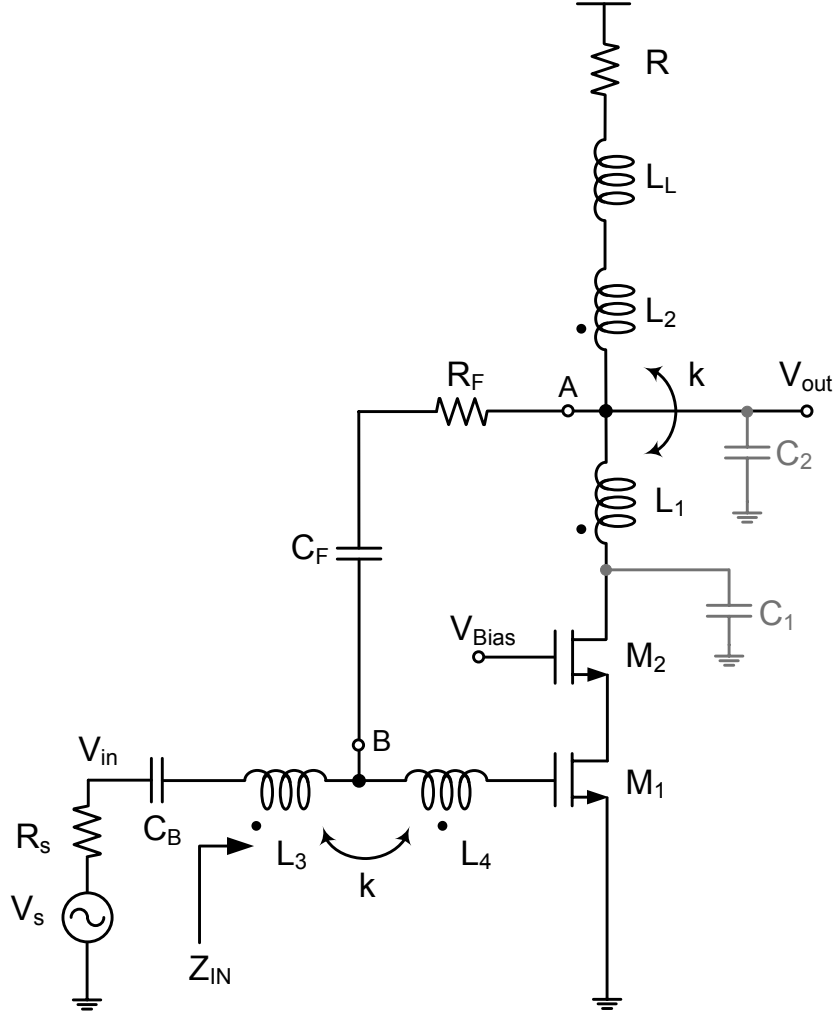 R
L_L
L_2
R_F
A
k
V_out
C_2
L_1
C_F
C_1
V_Bias
M_2
B
V_in
M_1
R_s
C_B
L_3
L_4
k
V_s
Z_IN